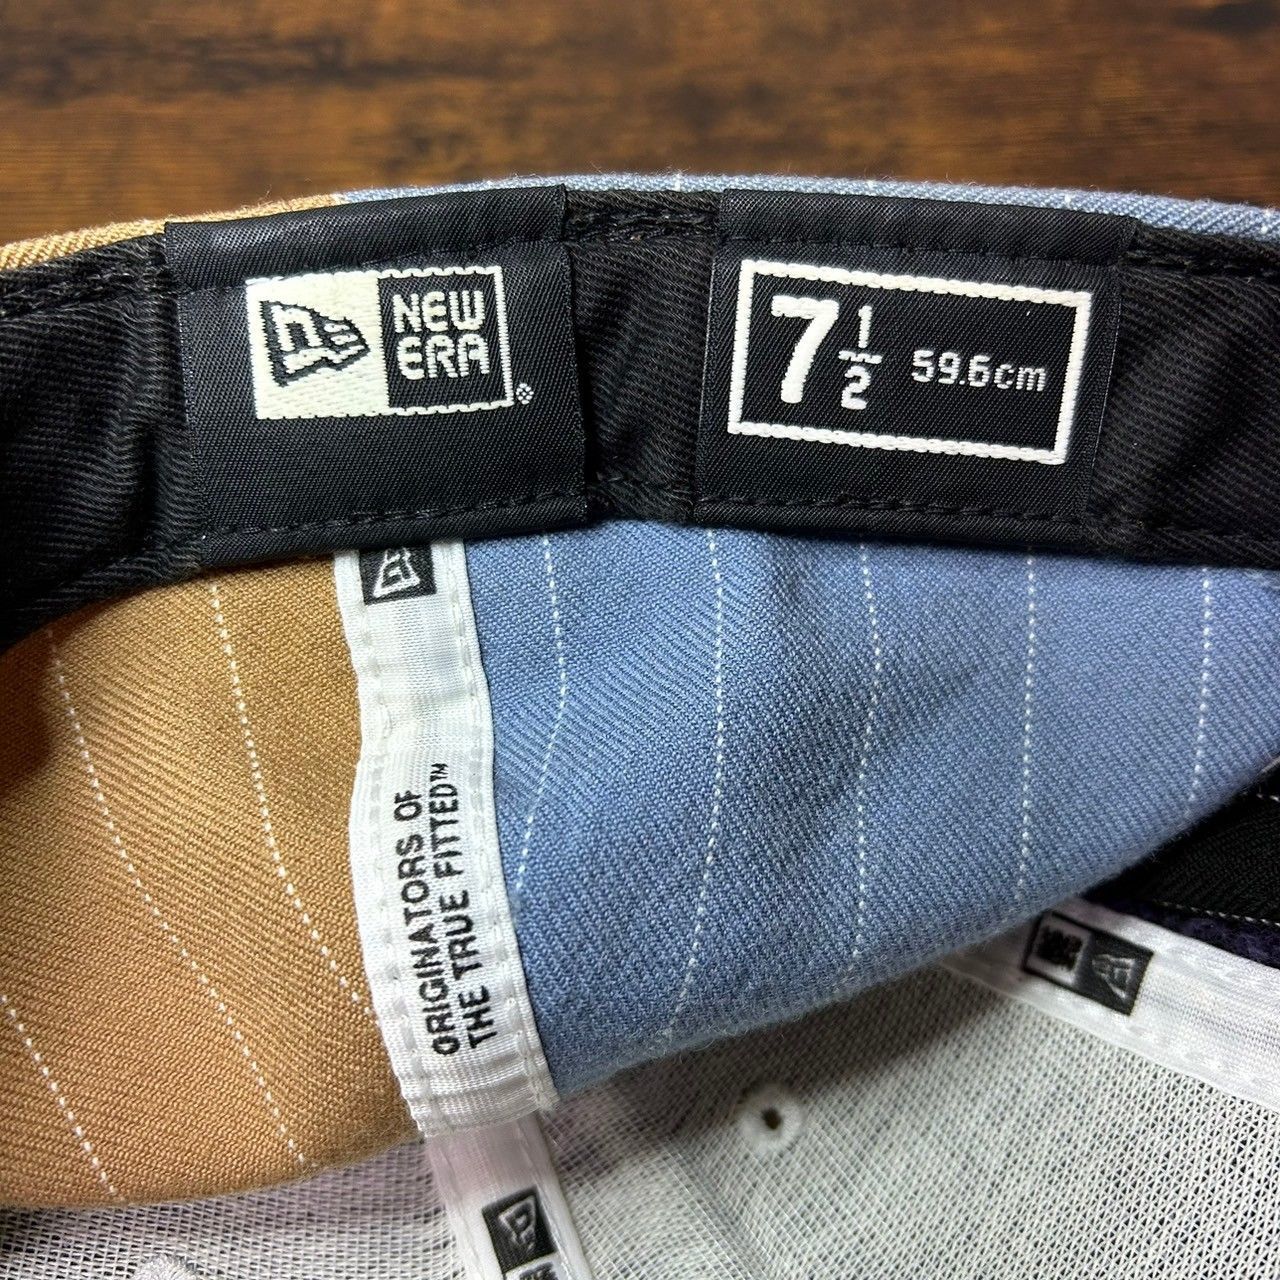 NEW
ERA
7 1/2 59.6cm
ORIGINATORS OF
THE TRUE FITTED™